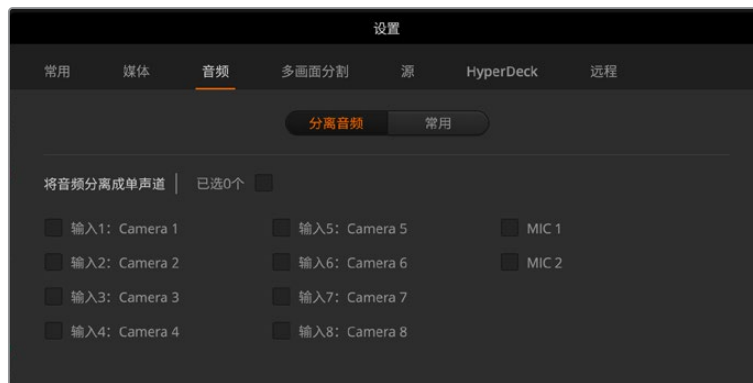 设置
常用 媒体 音频 多画面分割 源 HyperDeck 远程
分离音频 常用
将音频分离成单声道 已选0个
输入1：Camera 1 输入5：Camera 5 MIC 1
输入2：Camera 2 输入6：Camera 6 MIC 2
输入3：Camera 3 输入7：Camera 7
输入4：Camera 4 输入8：Camera 8